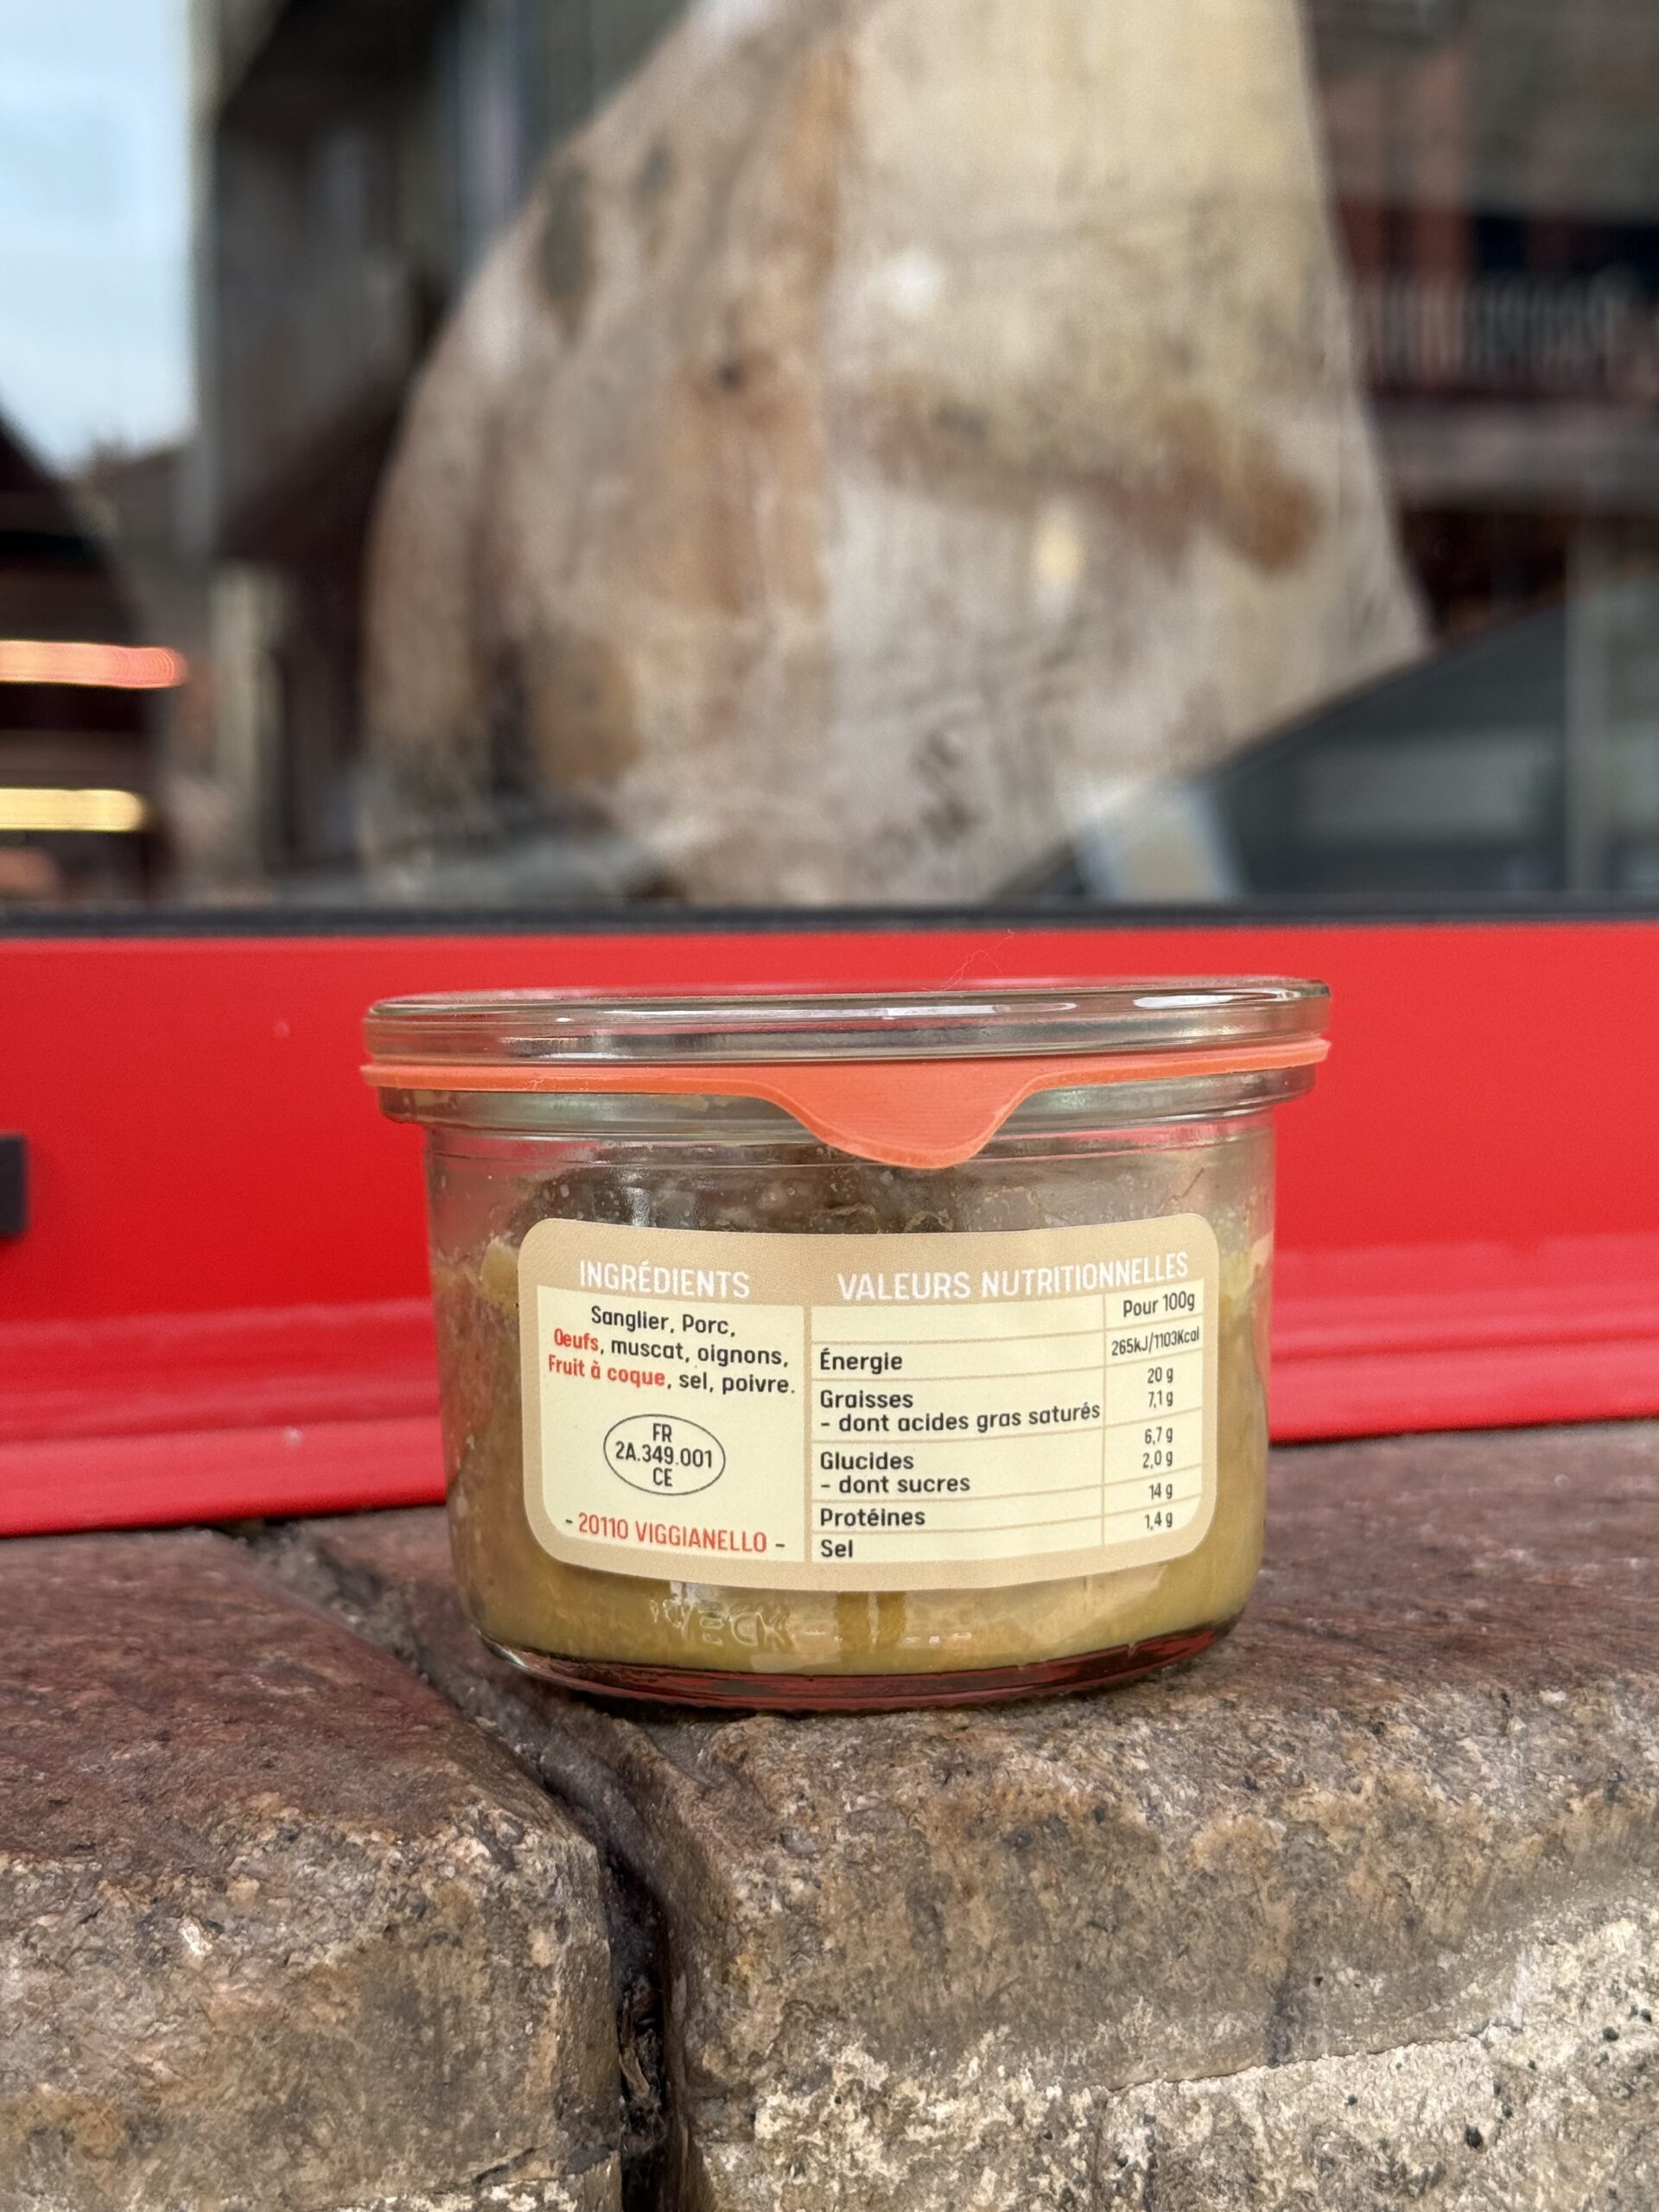 INGRÉDIENTS
Sanglier, Porc,
Œufs, muscat, oignons,
Fruit à coque, sel, poivre.
FR
2A.349.001
CE
- 20110 VIGGIANELLO -
VALEURS NUTRITIONNELLES
Pour 100g
Énergie 265kJ/1103Kcal
Graisses 20 g
- dont acides gras saturés 7,1 g
Glucides 6,7 g
- dont sucres 2,0 g
Protéines 14 g
Sel 1,4 g
WECK